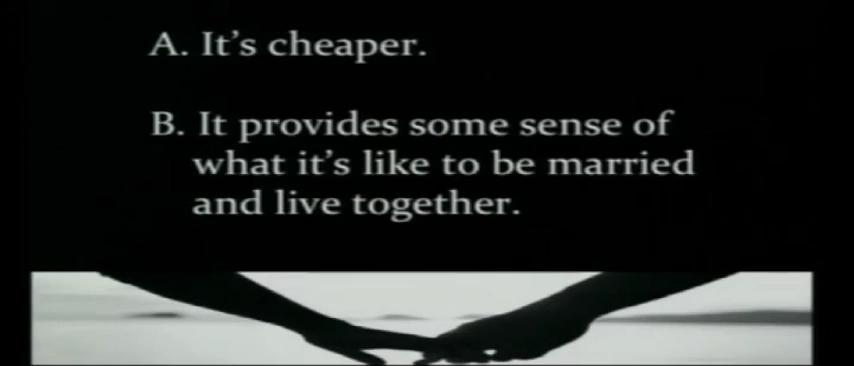 A. It's cheaper.
B. It provides some sense of
what it's like to be married
and live together.